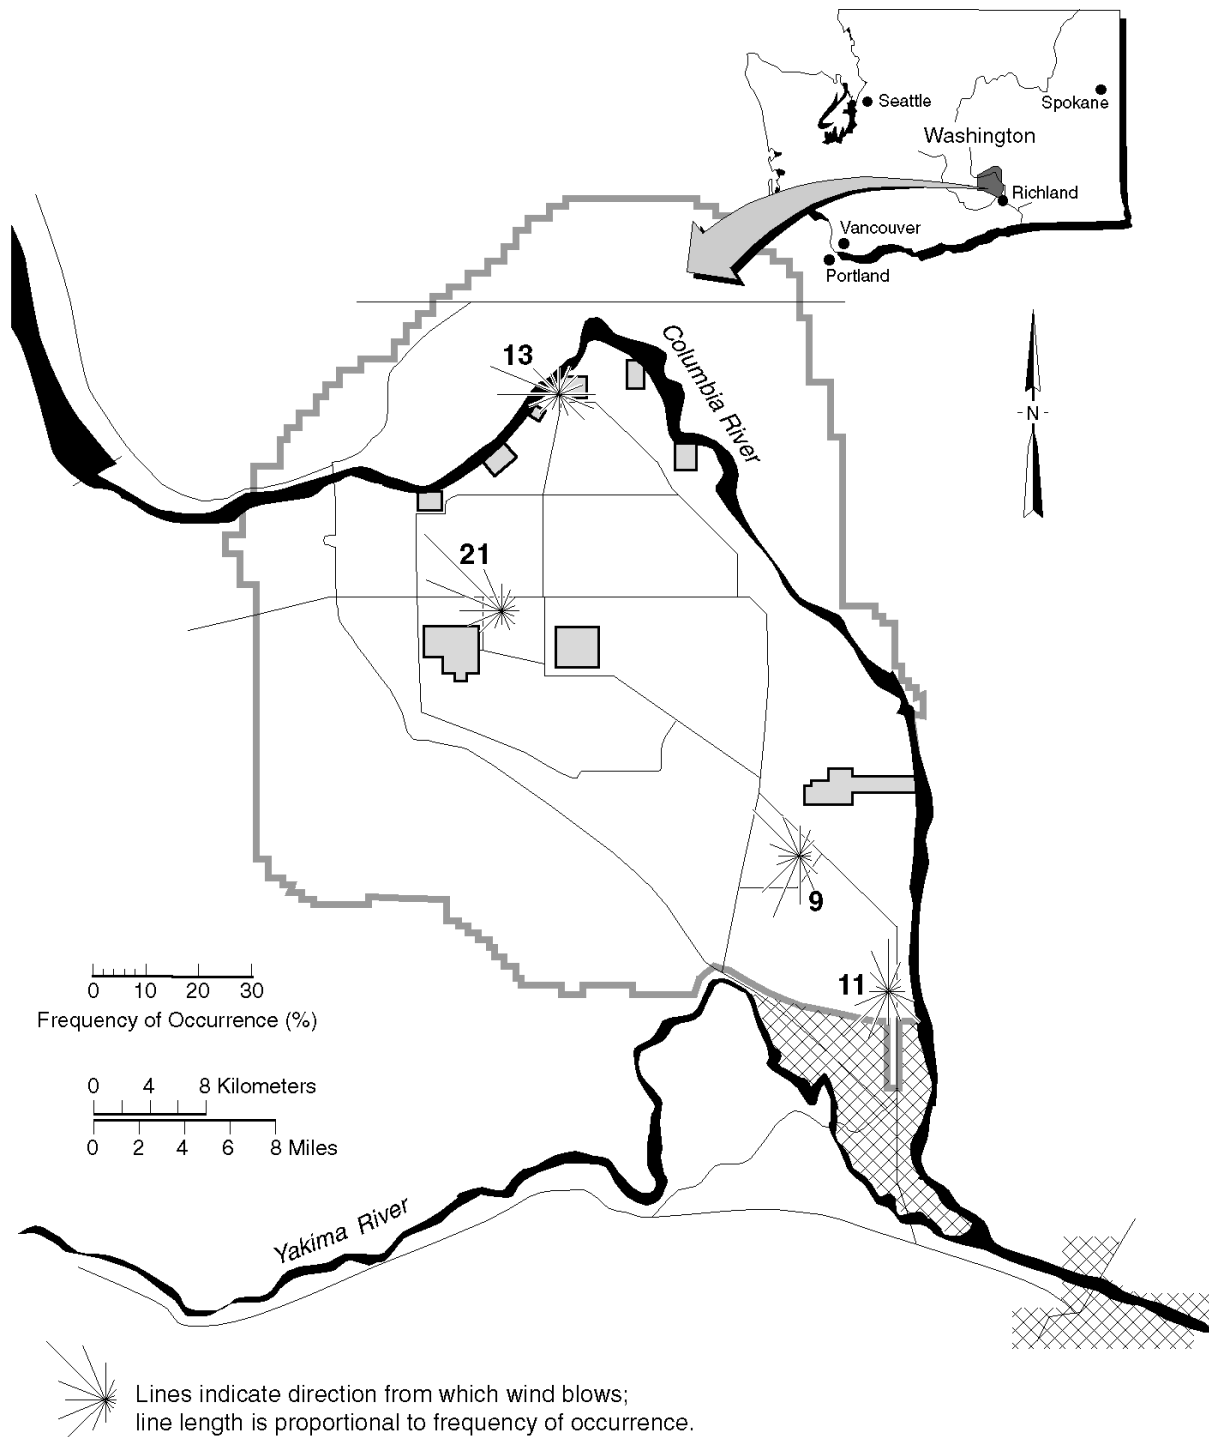 Seattle
Spokane
Washington
Richland
Vancouver
Portland
13
Columbia River
-N-
21
9
11
0 10 20 30
Frequency of Occurrence (%)
0 4 8 Kilometers
0 2 4 6 8 Miles
Yakima River
Lines indicate direction from which wind blows;
line length is proportional to frequency of occurrence.